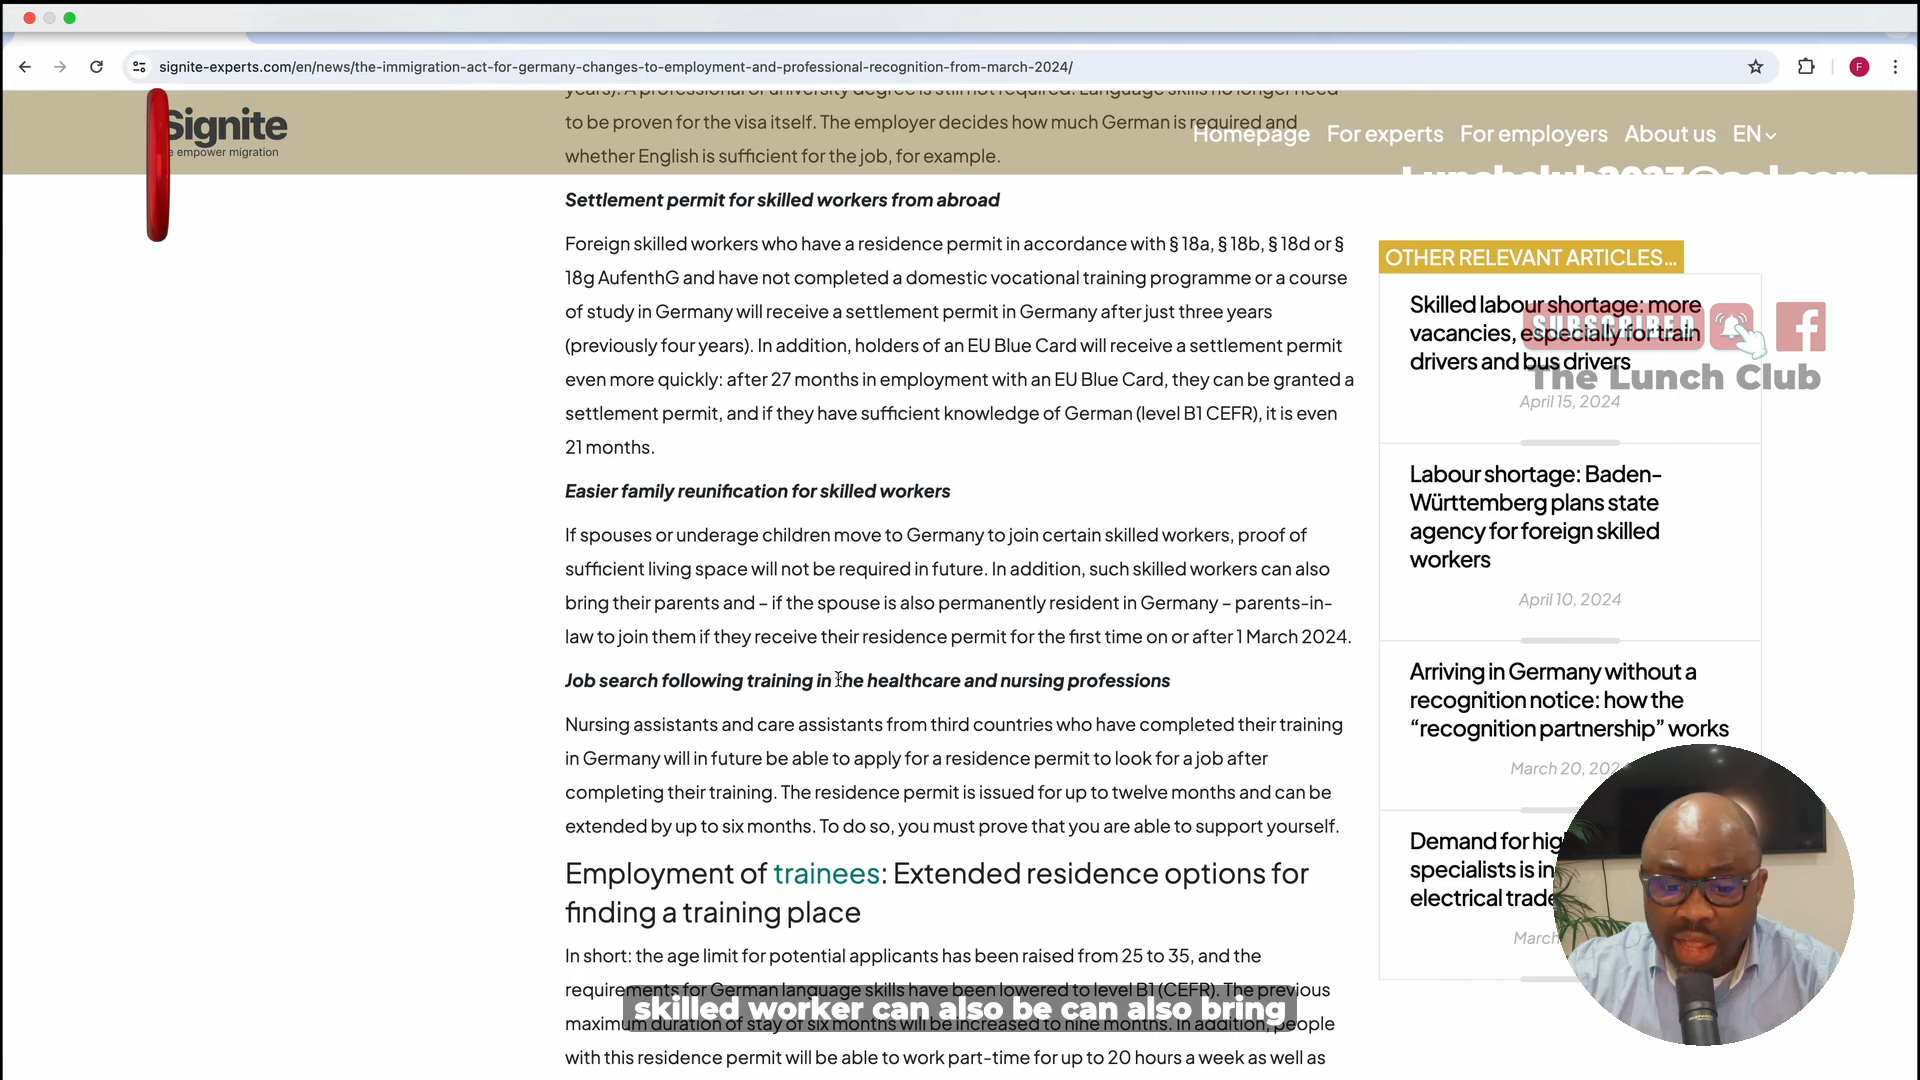 signite-experts.com/en/news/the-immigration-act-for-germany-changes-to-employment-and-professional-recognition-from-march-2024/
F
Signite
e empower migration
Homepage For experts For employers About us EN
years). A professional or university degree is still not required. Language skills no longer need
to be proven for the visa itself. The employer decides how much German is required and
whether English is sufficient for the job, for example.
Lunchclub2023@aol.com
Settlement permit for skilled workers from abroad
Foreign skilled workers who have a residence permit in accordance with § 18a, § 18b, § 18d or §
18g AufenthG and have not completed a domestic vocational training programme or a course
of study in Germany will receive a settlement permit in Germany after just three years
(previously four years). In addition, holders of an EU Blue Card will receive a settlement permit
even more quickly: after 27 months in employment with an EU Blue Card, they can be granted a
settlement permit, and if they have sufficient knowledge of German (level B1 CEFR), it is even
21 months.
Easier family reunification for skilled workers
If spouses or underage children move to Germany to join certain skilled workers, proof of
sufficient living space will not be required in future. In addition, such skilled workers can also
bring their parents and – if the spouse is also permanently resident in Germany – parents-in-
law to join them if they receive their residence permit for the first time on or after 1 March 2024.
Job search following training in the healthcare and nursing professions
Nursing assistants and care assistants from third countries who have completed their training
in Germany will in future be able to apply for a residence permit to look for a job after
completing their training. The residence permit is issued for up to twelve months and can be
extended by up to six months. To do so, you must prove that you are able to support yourself.
Employment of trainees: Extended residence options for
finding a training place
In short: the age limit for potential applicants has been raised from 25 to 35, and the
requirements for German language skills have been lowered to level B1 (CEFR). The previous
maximum duration of stay of six months will be increased to nine months. In addition, people
with this residence permit will be able to work part-time for up to 20 hours a week as well as
skilled worker can also be can also bring
OTHER RELEVANT ARTICLES...
Skilled labour shortage: more
vacancies, especially for train
drivers and bus drivers
April 15, 2024
SUBSCRIBED
The Lunch Club
Labour shortage: Baden-
Württemberg plans state
agency for foreign skilled
workers
April 10, 2024
Arriving in Germany without a
recognition notice: how the
“recognition partnership” works
March 20, 202
Demand for hig
specialists is in
electrical trade
March